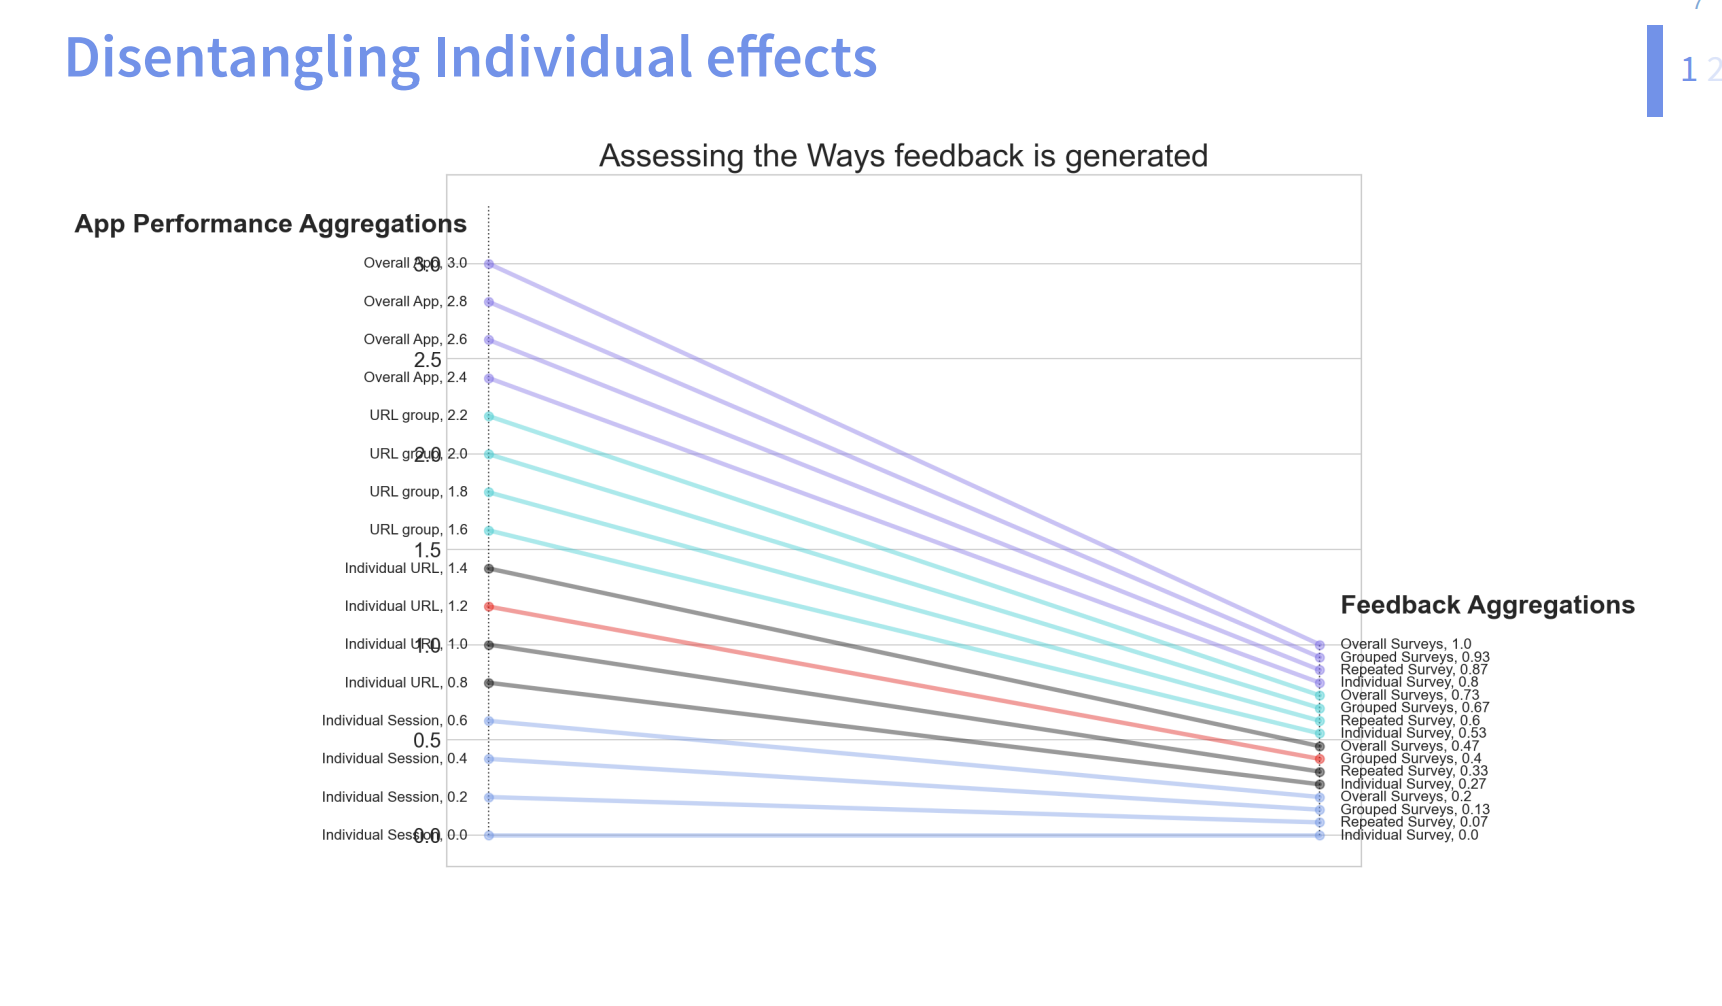 7
Disentangling Individual effects
1 2
Assessing the Ways feedback is generated
App Performance Aggregations
Overall App, 3.0
3.0
Overall App, 2.8
Overall App, 2.6
2.5
Overall App, 2.4
URL group, 2.2
URL group, 2.0
2.0
URL group, 1.8
URL group, 1.6
1.5
Individual URL, 1.4
Individual URL, 1.2
Individual URL, 1.0
1.0
Individual URL, 0.8
Individual Session, 0.6
0.5
Individual Session, 0.4
Individual Session, 0.2
Individual Session, 0.0
0.0
Feedback Aggregations
Overall Surveys, 1.0
Grouped Surveys, 0.93
Repeated Survey, 0.87
Individual Survey, 0.8
Overall Surveys, 0.73
Grouped Surveys, 0.67
Repeated Survey, 0.6
Individual Survey, 0.53
Overall Surveys, 0.47
Grouped Surveys, 0.4
Repeated Survey, 0.33
Individual Survey, 0.27
Overall Surveys, 0.2
Grouped Surveys, 0.13
Repeated Survey, 0.07
Individual Survey, 0.0